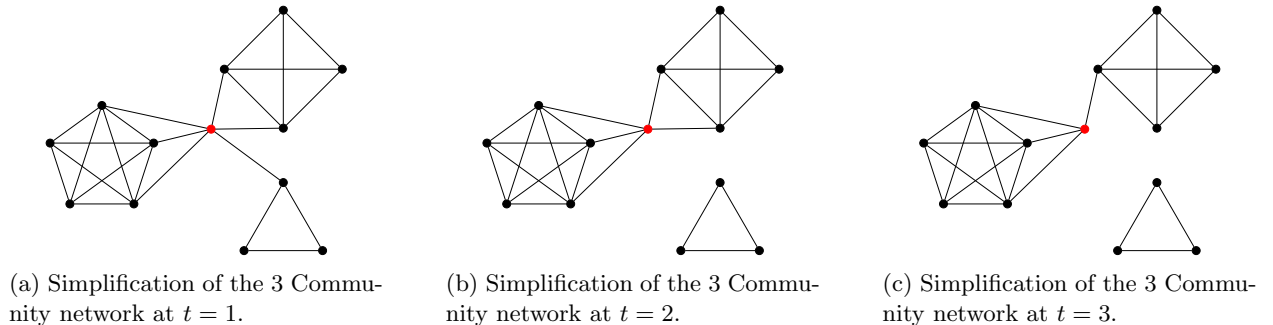 (a) Simplification of the 3 Commu-
nity network at t = 1.
(b) Simplification of the 3 Commu-
nity network at t = 2.
(c) Simplification of the 3 Commu-
nity network at t = 3.